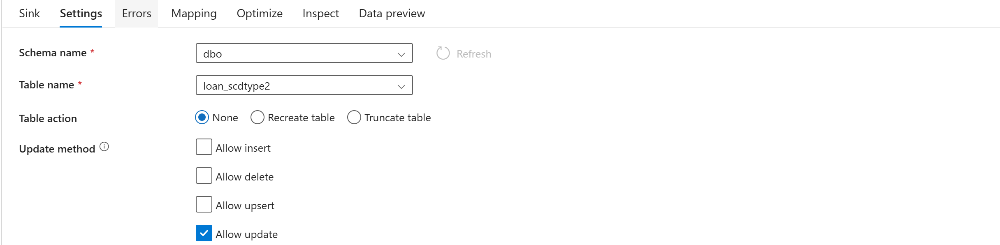 Sink Settings Errors Mapping Optimize Inspect Data preview
Schema name * dbo Refresh
Table name * loan_scdtype2
Table action None Recreate table Truncate table
Update method Allow insert
Allow delete
Allow upsert
Allow update